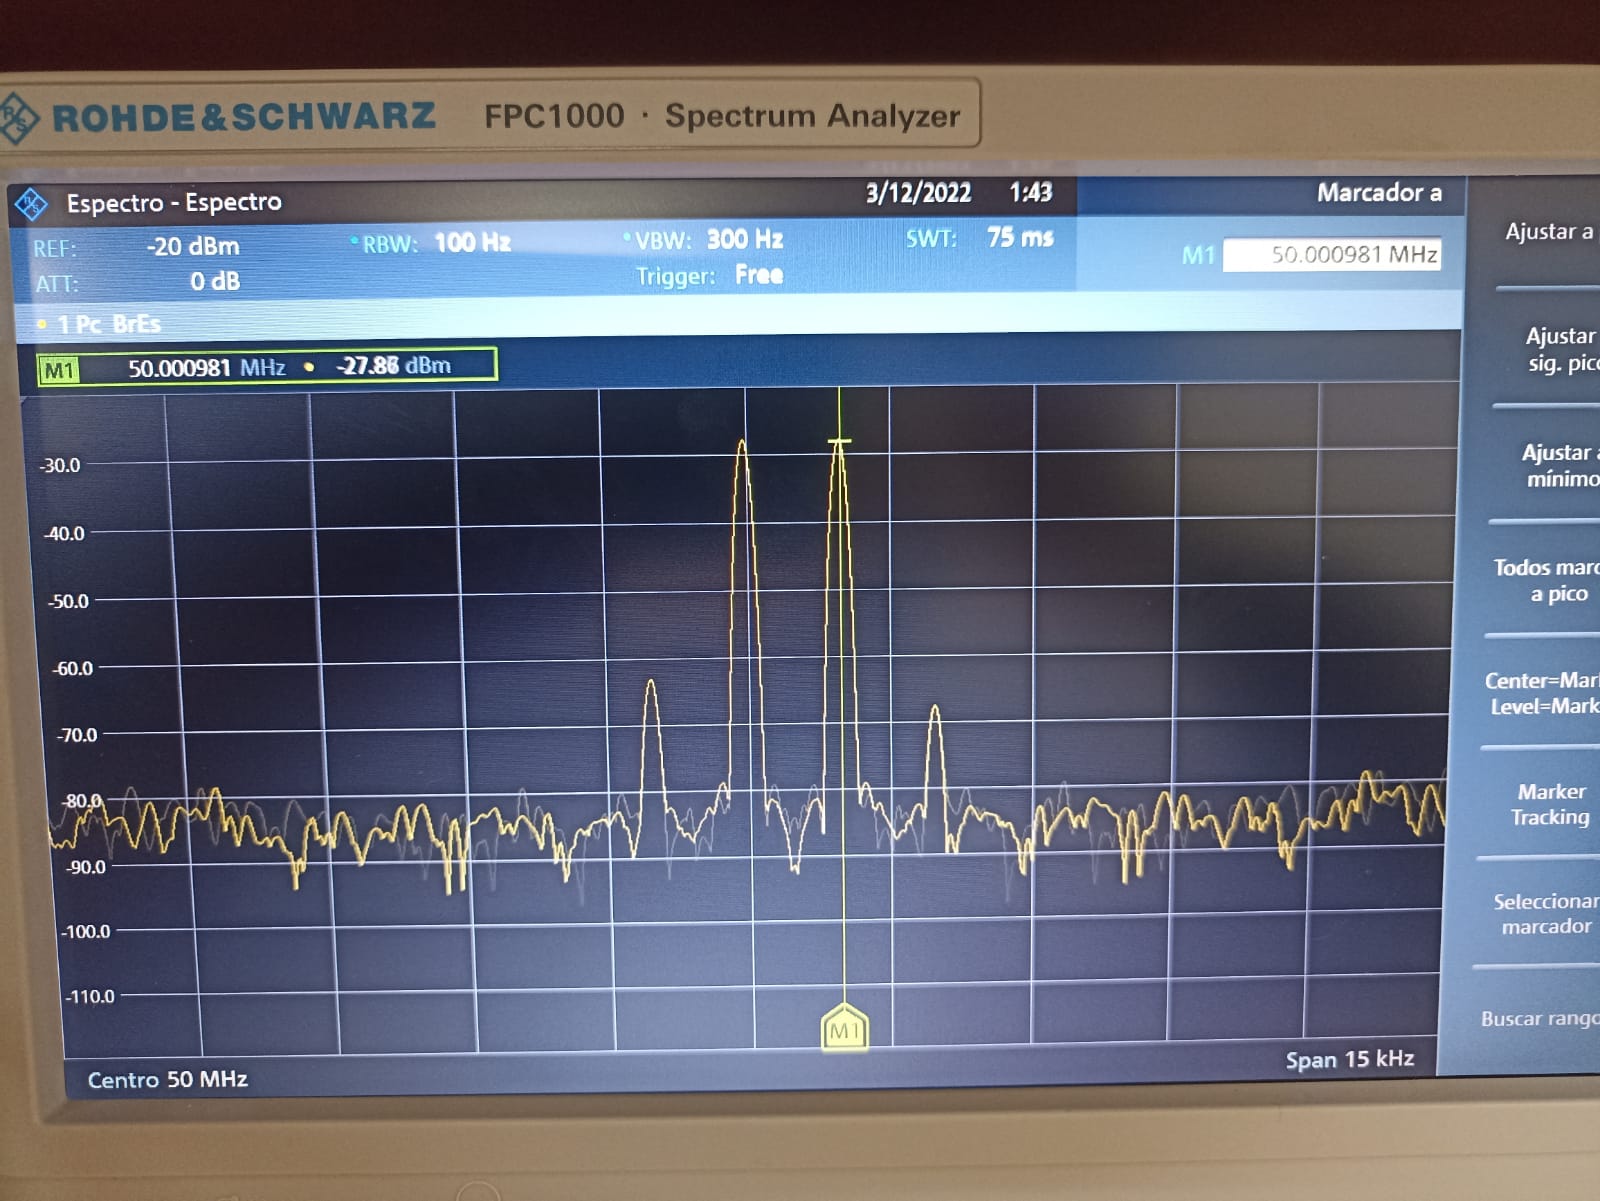 ROHDE&SCHWARZ FPC1000 · Spectrum Analyzer
Espectro - Espectro 3/12/2022 1:43 Marcador a
REF: -20 dBm RBW: 100 Hz VBW: 300 Hz SWT: 75 ms M1 50.000981 MHz
ATT: 0 dB Trigger: Free
1 Pc BrEs
M1 50.000981 MHz -27.86 dBm
-30.0
-40.0
-50.0
-60.0
-70.0
-80.0
-90.0
-100.0
-110.0
M1
Centro 50 MHz Span 15 kHz
Ajustar a
Ajustar
sig. pico
Ajustar a
mínimo
Todos marc
a pico
Center=Mark
Level=Mark
Marker
Tracking
Seleccionar
marcador
Buscar rango